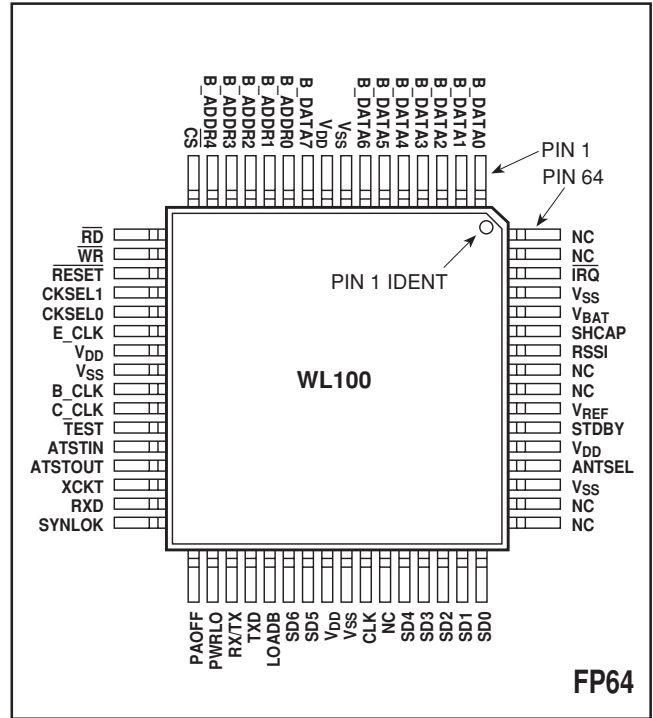 CS
B_ADDR4
B_ADDR3
B_ADDR2
B_ADDR1
B_ADDR0
B_DATA7
VDD
VSS
B_DATA6
B_DATA5
B_DATA4
B_DATA3
B_DATA2
B_DATA1
B_DATA0
PIN 1
PIN 64
PIN 1 IDENT
RD
WR
RESET
CKSEL1
CKSEL0
E_CLK
VDD
VSS
B_CLK
C_CLK
TEST
ATSTIN
ATSTOUT
XCKT
RXD
SYNLOK
WL100
NC
NC
IRQ
VSS
VBAT
SHCAP
RSSI
NC
NC
VREF
STDBY
VDD
ANTSEL
VSS
NC
NC
PAOFF
PWRLO
RX/TX
TXD
LOADB
SD6
SD5
VDD
VSS
CLK
NC
SD4
SD3
SD2
SD1
SD0
FP64